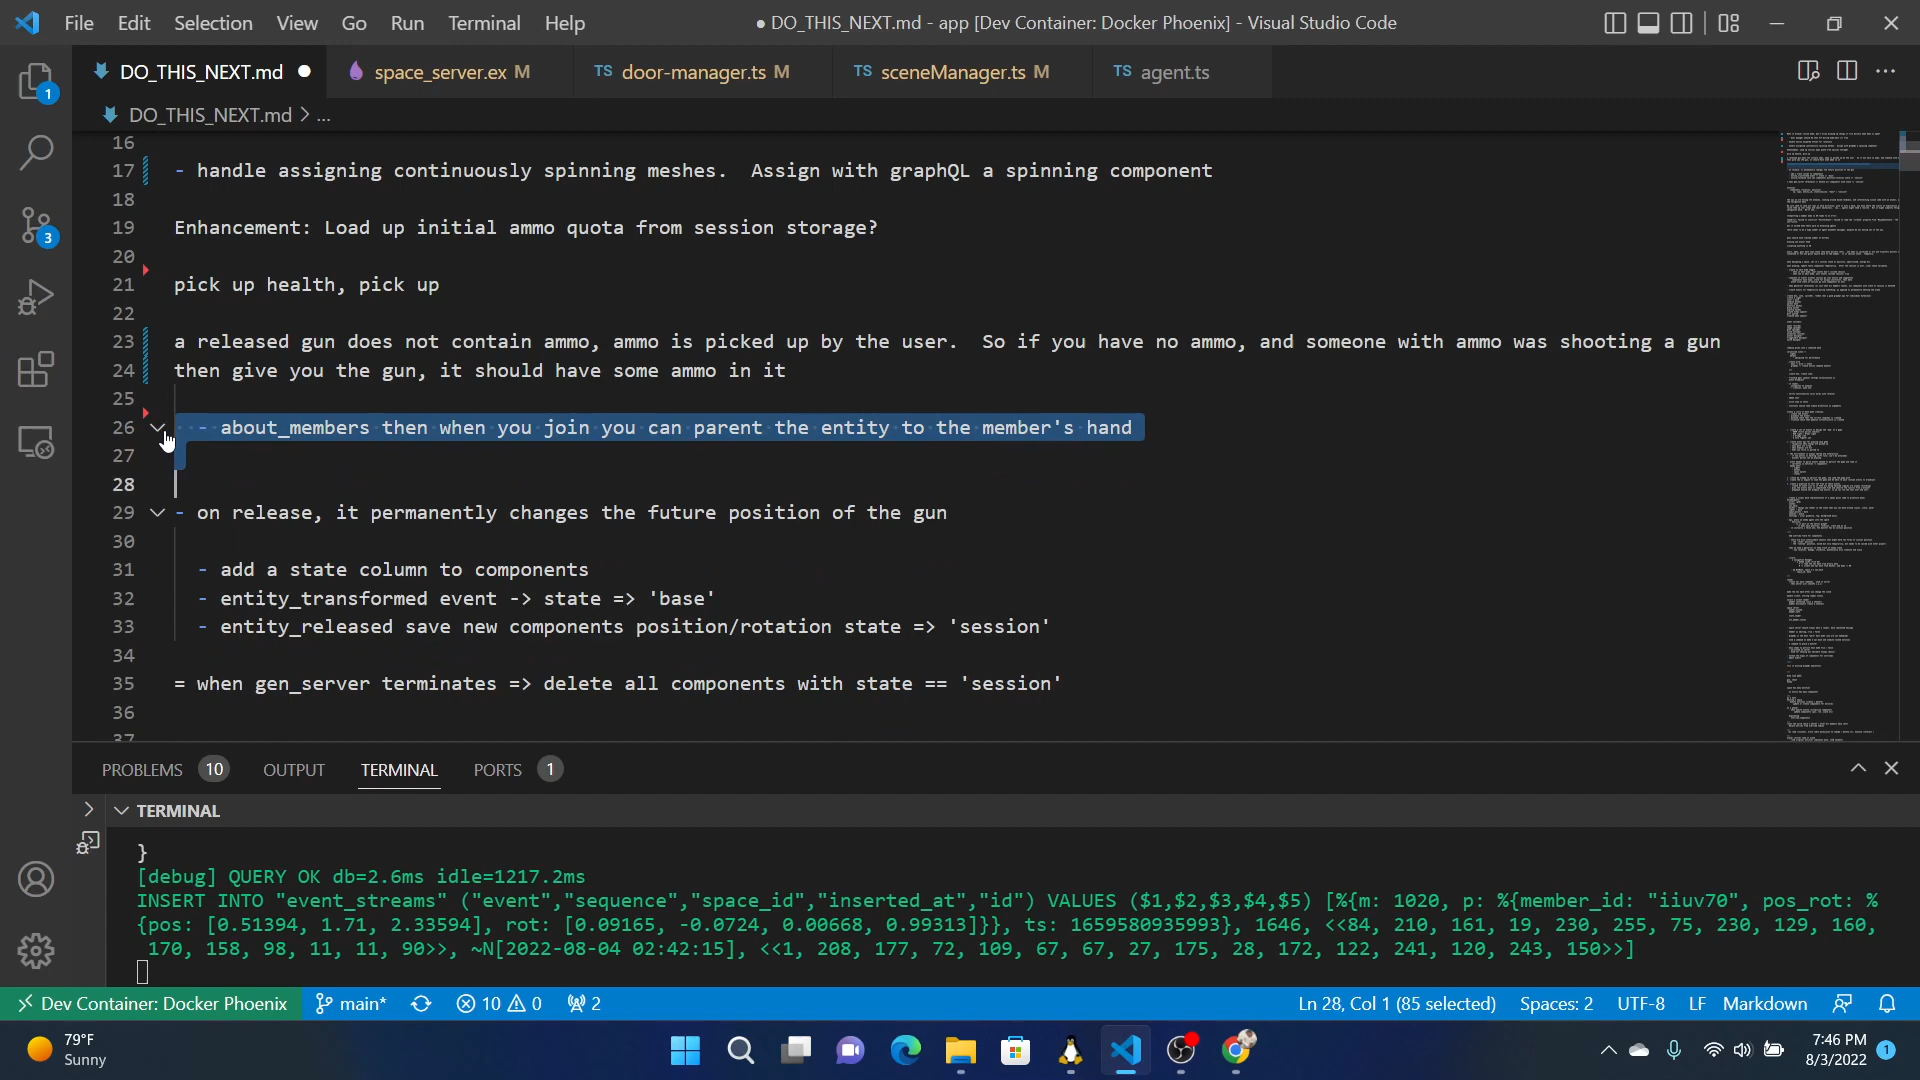 File Edit Selection View Go Run Terminal Help
● DO_THIS_NEXT.md - app [Dev Container: Docker Phoenix] - Visual Studio Code
DO_THIS_NEXT.md ●
space_server.ex M
TS door-manager.ts M
TS sceneManager.ts M
TS agent.ts
DO_THIS_NEXT.md > ...
16
17 - handle assigning continuously spinning meshes.  Assign with graphQL a spinning component
18
19 Enhancement: Load up initial ammo quota from session storage?
20
21 pick up health, pick up
22
23 a released gun does not contain ammo, ammo is picked up by the user.  So if you have no ammo, and someone with ammo was shooting a gun
24 then give you the gun, it should have some ammo in it
25
26 - about_members then when you join you can parent the entity to the member's hand
27
28
29 - on release, it permanently changes the future position of the gun
30
31 - add a state column to components
32 - entity_transformed event -> state => 'base'
33 - entity_released save new components position/rotation state => 'session'
34
35 = when gen_server terminates => delete all components with state == 'session'
36
37
1
3
PROBLEMS 10 OUTPUT TERMINAL PORTS 1
TERMINAL
}
[debug] QUERY OK db=2.6ms idle=1217.2ms
INSERT INTO "event_streams" ("event","sequence","space_id","inserted_at","id") VALUES ($1,$2,$3,$4,$5) [%{m: 1020, p: %{member_id: "iiuv70", pos_rot: %
{pos: [0.51394, 1.71, 2.33594], rot: [0.09165, -0.0724, 0.00668, 0.99313]}}, ts: 1659580935993}, 1646, <<84, 210, 161, 19, 230, 255, 75, 230, 129, 160,
170, 158, 98, 11, 11, 90>>, ~N[2022-08-04 02:42:15], <<1, 208, 177, 72, 109, 67, 67, 27, 175, 28, 172, 122, 241, 120, 243, 150>>]
Dev Container: Docker Phoenix main* 10 0 2 Ln 28, Col 1 (85 selected) Spaces: 2 UTF-8 LF Markdown
79°F
Sunny
7:46 PM
8/3/2022
1